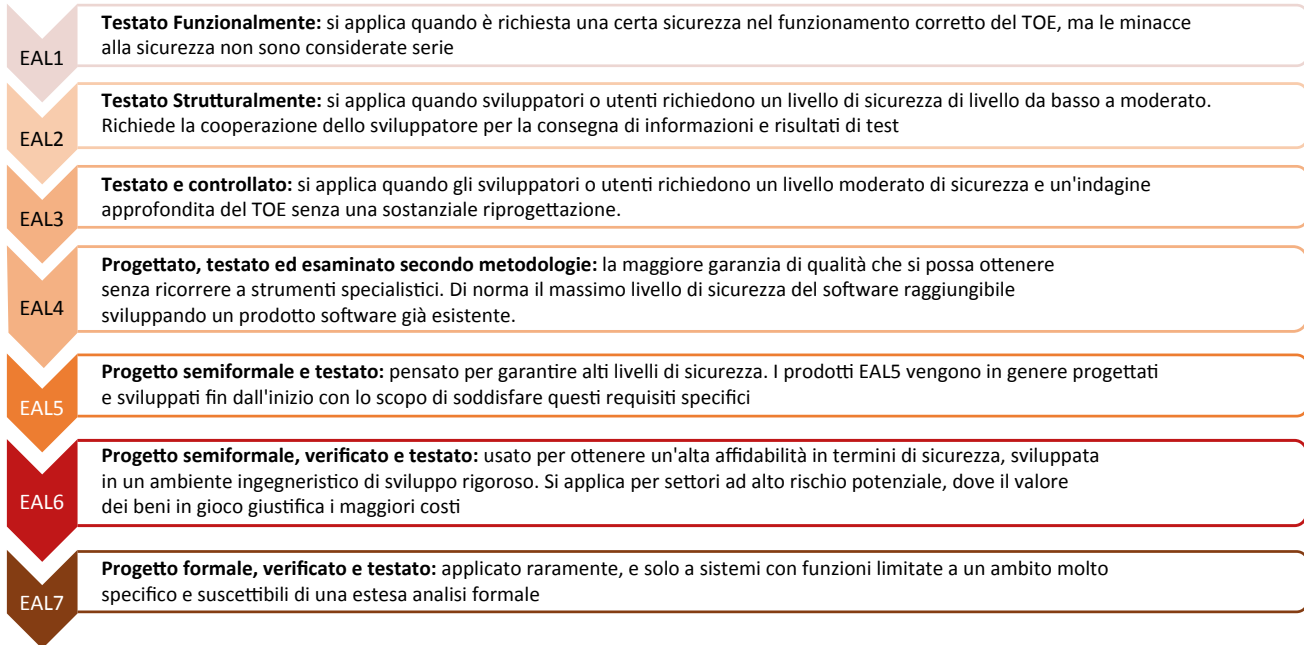 EAL1
Testato Funzionalmente: si applica quando è richiesta una certa sicurezza nel funzionamento corretto del TOE, ma le minacce
alla sicurezza non sono considerate serie
EAL2
Testato Strutturalmente: si applica quando sviluppatori o utenti richiedono un livello di sicurezza di livello da basso a moderato.
Richiede la cooperazione dello sviluppatore per la consegna di informazioni e risultati di test
EAL3
Testato e controllato: si applica quando gli sviluppatori o utenti richiedono un livello moderato di sicurezza e un'indagine
approfondita del TOE senza una sostanziale riprogettazione.
EAL4
Progettato, testato ed esaminato secondo metodologie: la maggiore garanzia di qualità che si possa ottenere
senza ricorrere a strumenti specialistici. Di norma il massimo livello di sicurezza del software raggiungibile
sviluppando un prodotto software già esistente.
EAL5
Progetto semiformale e testato: pensato per garantire alti livelli di sicurezza. I prodotti EAL5 vengono in genere progettati
e sviluppati fin dall'inizio con lo scopo di soddisfare questi requisiti specifici
EAL6
Progetto semiformale, verificato e testato: usato per ottenere un'alta affidabilità in termini di sicurezza, sviluppata
in un ambiente ingegneristico di sviluppo rigoroso. Si applica per settori ad alto rischio potenziale, dove il valore
dei beni in gioco giustifica i maggiori costi
EAL7
Progetto formale, verificato e testato: applicato raramente, e solo a sistemi con funzioni limitate a un ambito molto
specifico e suscettibili di una estesa analisi formale